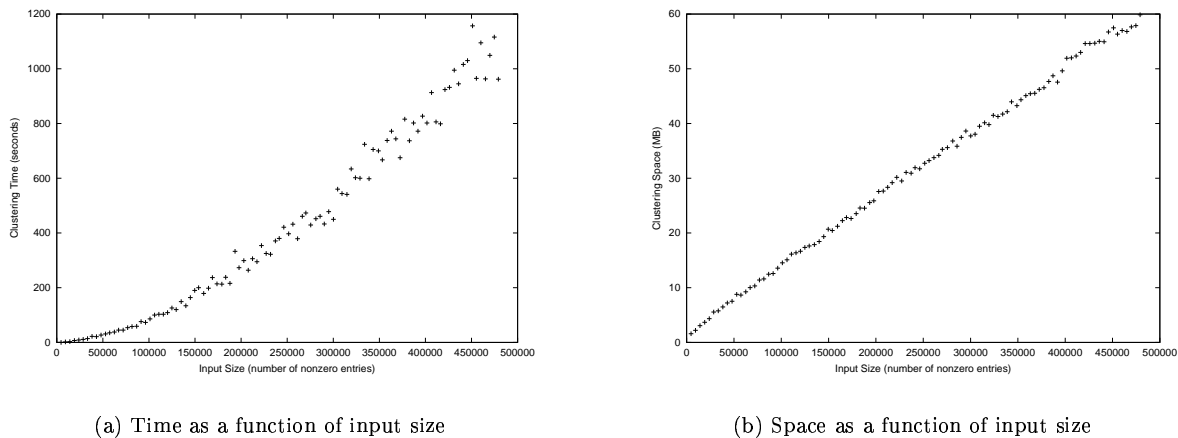 1200
1000
800
600
400
200
0
Clustering Time (seconds)
0 50000 100000 150000 200000 250000 300000 350000 400000 450000 500000
Input Size (number of nonzero entries)
(a) Time as a function of input size
60
50
40
30
20
10
0
Clustering Space (MB)
0 50000 100000 150000 200000 250000 300000 350000 400000 450000 500000
Input Size (number of nonzero entries)
(b) Space as a function of input size